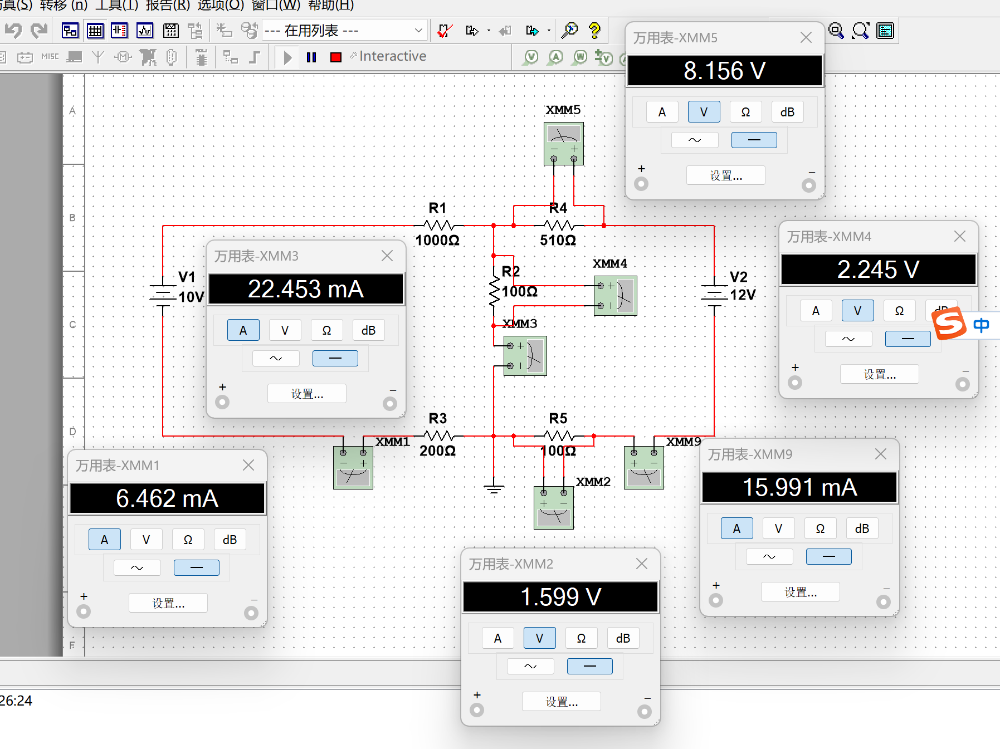 真(S) 转移 (n) 工具(T) 报告(R) 选项(O) 窗口(W) 帮助(H)
--- 在用列表 ---
MISC
Interactive
V A W V
A
B
C
D
F
万用表-XMM5
8.156 V
A V Ω dB
~ —
+ −
设置...
XMM5
− +
R1
1000Ω
R4
510Ω
万用表-XMM3
22.453 mA
A V Ω dB
~ —
+ −
设置...
V1
10V
R2
100Ω
XMM4
+
−
XMM3
+
−
V2
12V
万用表-XMM4
2.245 V
A V Ω dB
~ —
+ −
设置...
S 中
R3
200Ω
XMM1
− +
R5
100Ω
XMM9
+ −
XMM2
+ −
万用表-XMM1
6.462 mA
A V Ω dB
~ —
+ −
设置...
万用表-XMM9
15.991 mA
A V Ω dB
~ —
+ −
设置...
万用表-XMM2
1.599 V
A V Ω dB
~ —
+ −
设置...
26:24